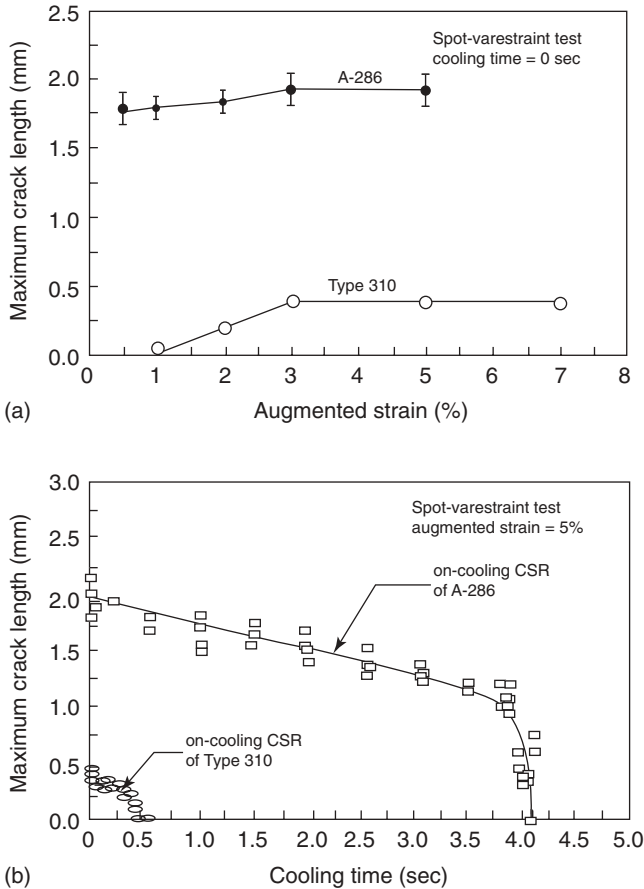 2.5
Spot-varestraint test
cooling time = 0 sec
A-286
2.0
1.5
1.0
Type 310
0.5
0.0
0 1 2 3 4 5 6 7 8
Maximum crack length (mm)
(a) Augmented strain (%)
3.0
Spot-varestraint test
augmented strain = 5%
2.5
on-cooling CSR
of A-286
2.0
1.5
1.0
on-cooling CSR
of Type 310
0.5
0.0
0 0.5 1.0 1.5 2.0 2.5 3.0 3.5 4.0 4.5 5.0
Maximum crack length (mm)
(b) Cooling time (sec)